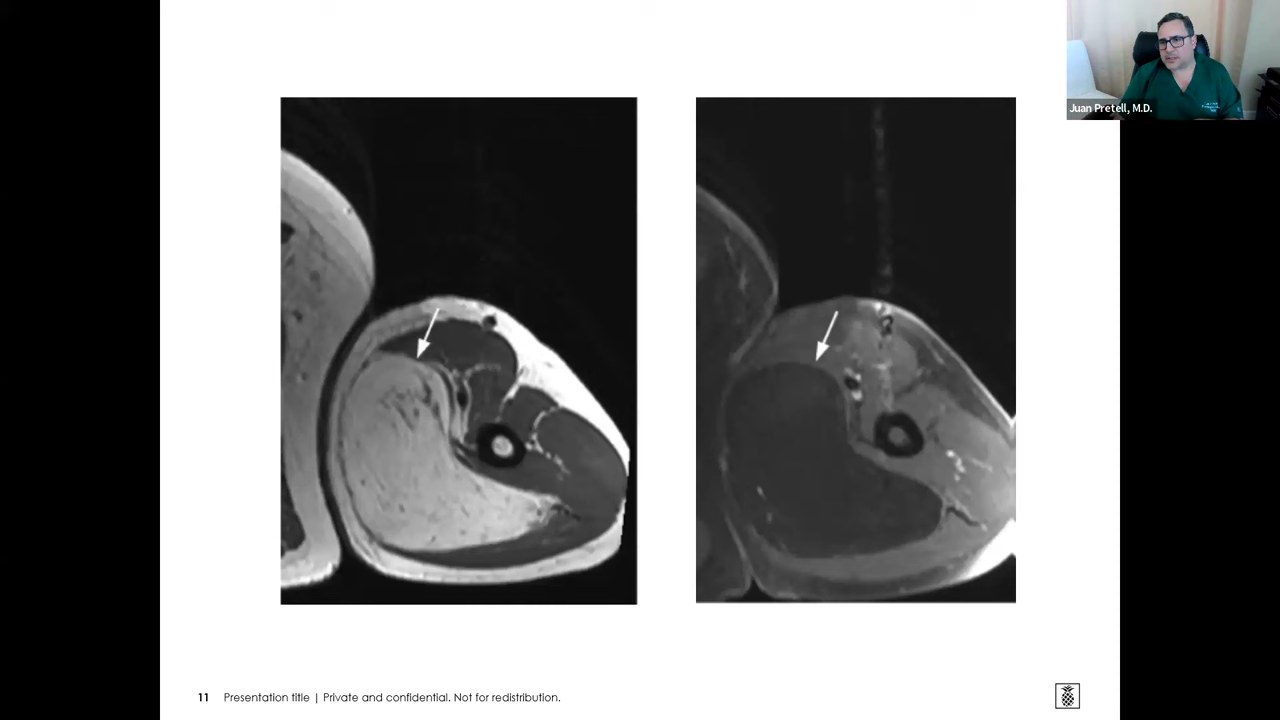 Juan Pretell, M.D.
11 Presentation title | Private and confidential. Not for redistribution.